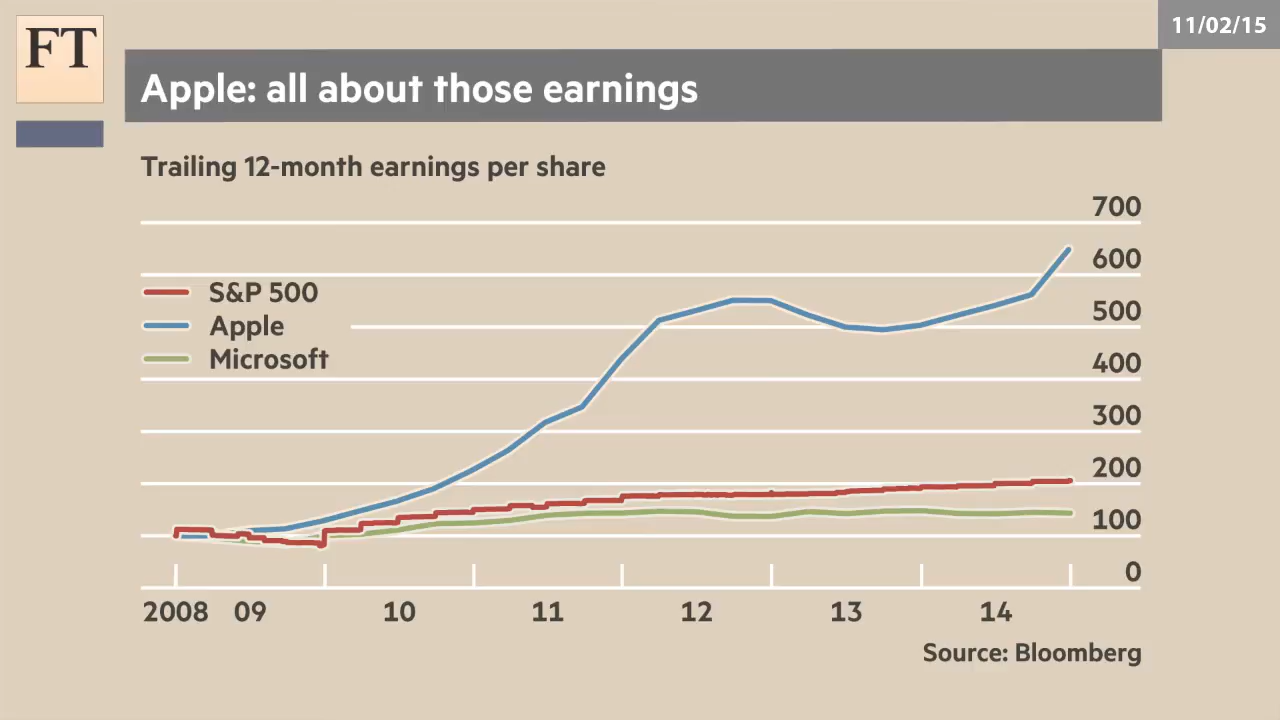 FT
11/02/15
Apple: all about those earnings
Trailing 12-month earnings per share
700
600
S&P 500
Apple
500
Microsoft
400
300
200
100
0
2008 09 10 11 12 13 14
Source: Bloomberg